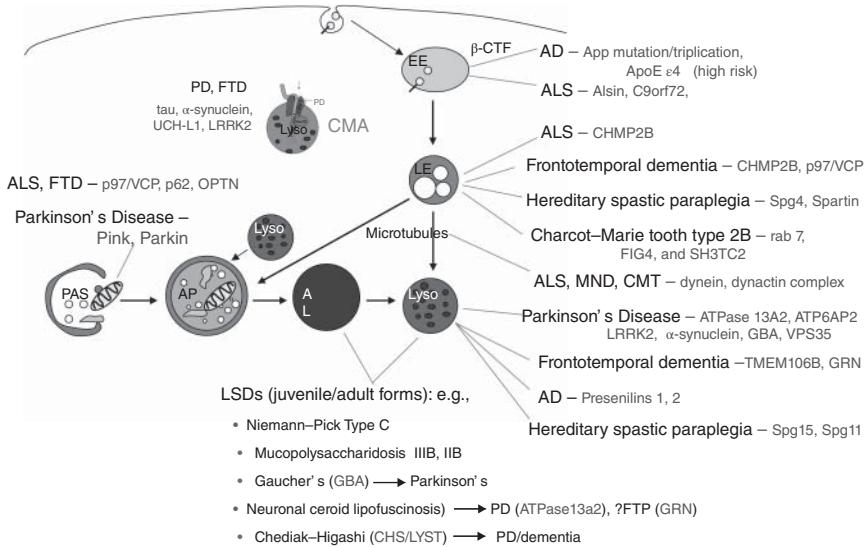 β-CTF
EE
AD – App mutation/triplication,
ApoE ε4 (high risk)
ALS – Alsin, C9orf72,
PD, FTD
tau, α-synuclein,
UCH-L1, LRRK2
PD
Lyso
CMA
ALS – CHMP2B
LE
Frontotemporal dementia – CHMP2B, p97/VCP
Hereditary spastic paraplegia – Spg4, Spartin
Charcot–Marie tooth type 2B – rab 7,
FIG4, and SH3TC2
ALS, FTD – p97/VCP, p62, OPTN
Parkinson's Disease –
Pink, Parkin
Lyso
Microtubules
ALS, MND, CMT – dynein, dynactin complex
PAS
AP
A
L
Lyso
Parkinson's Disease – ATPase 13A2, ATP6AP2
LRRK2, α-synuclein, GBA, VPS35
Frontotemporal dementia –TMEM106B, GRN
AD – Presenilins 1, 2
Hereditary spastic paraplegia – Spg15, Spg11
LSDs (juvenile/adult forms): e.g.,
• Niemann–Pick Type C
• Mucopolysaccharidosis IIIB, IIB
• Gaucher's (GBA) → Parkinson's
• Neuronal ceroid lipofuscinosis) → PD (ATPase13a2), ?FTP (GRN)
• Chediak–Higashi (CHS/LYST) → PD/dementia